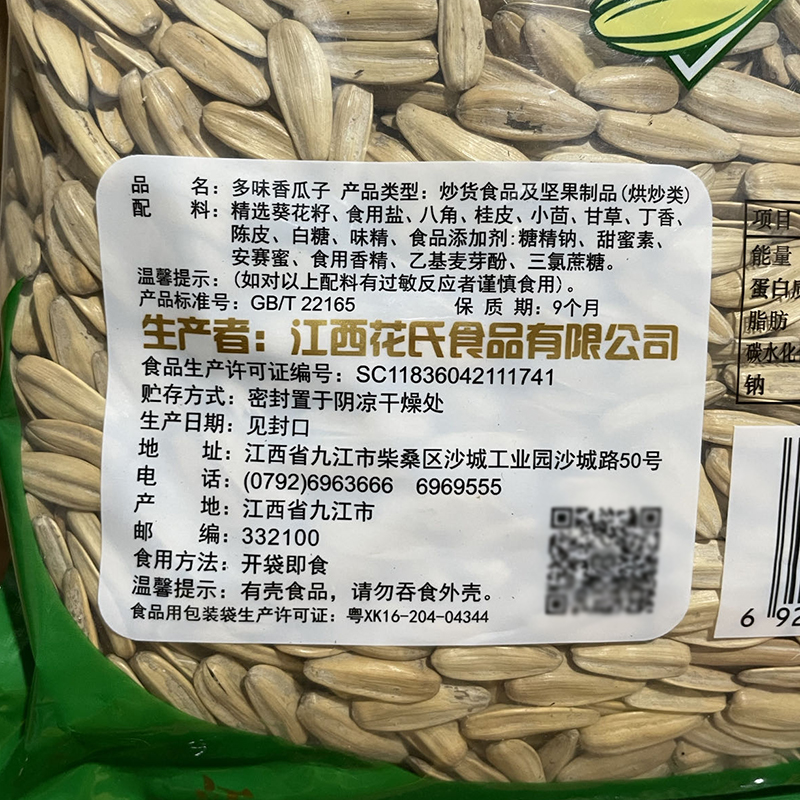 品 名：多味香瓜子 产品类型：炒货食品及坚果制品(烘炒类)
配 料：精选葵花籽、食用盐、八角、桂皮、小茴、甘草、丁香、
陈皮、白糖、味精、食品添加剂:糖精钠、甜蜜素、
安赛蜜、食用香精、乙基麦芽酚、三氯蔗糖。
温馨提示：(如对以上配料有过敏反应者谨慎食用)。
产品标准号：GB/T 22165 保 质 期：9个月
生产者：江西花氏食品有限公司
食品生产许可证编号：SC11836042111741
贮存方式：密封置于阴凉干燥处
生产日期：见封口
地 址：江西省九江市柴桑区沙城工业园沙城路50号
电 话：(0792)6963666 6969555
产 地：江西省九江市
邮 编：332100
食用方法：开袋即食
温馨提示：有壳食品，请勿吞食外壳。
食品用包装袋生产许可证：粤XK16-204-04344
项目
能量
蛋白质
脂肪
碳水化
钠
6 92